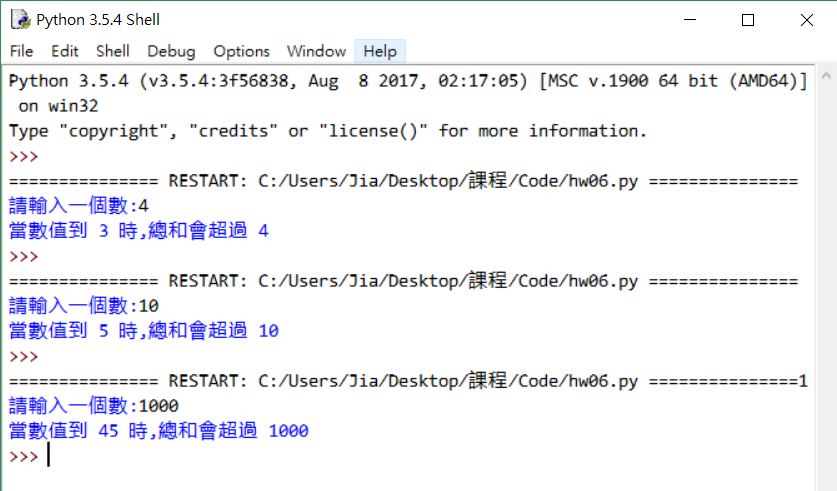 Python 3.5.4 Shell
File Edit Shell Debug Options Window Help
Python 3.5.4 (v3.5.4:3f56838, Aug  8 2017, 02:17:05) [MSC v.1900 64 bit (AMD64)]
 on win32
Type "copyright", "credits" or "license()" for more information.
>>>
=============== RESTART: C:/Users/Jia/Desktop/課程/Code/hw06.py ===============
請輸入一個數:4
當數值到 3 時,總和會超過 4
>>>
=============== RESTART: C:/Users/Jia/Desktop/課程/Code/hw06.py ===============
請輸入一個數:10
當數值到 5 時,總和會超過 10
>>>
=============== RESTART: C:/Users/Jia/Desktop/課程/Code/hw06.py ===============1
請輸入一個數:1000
當數值到 45 時,總和會超過 1000
>>>